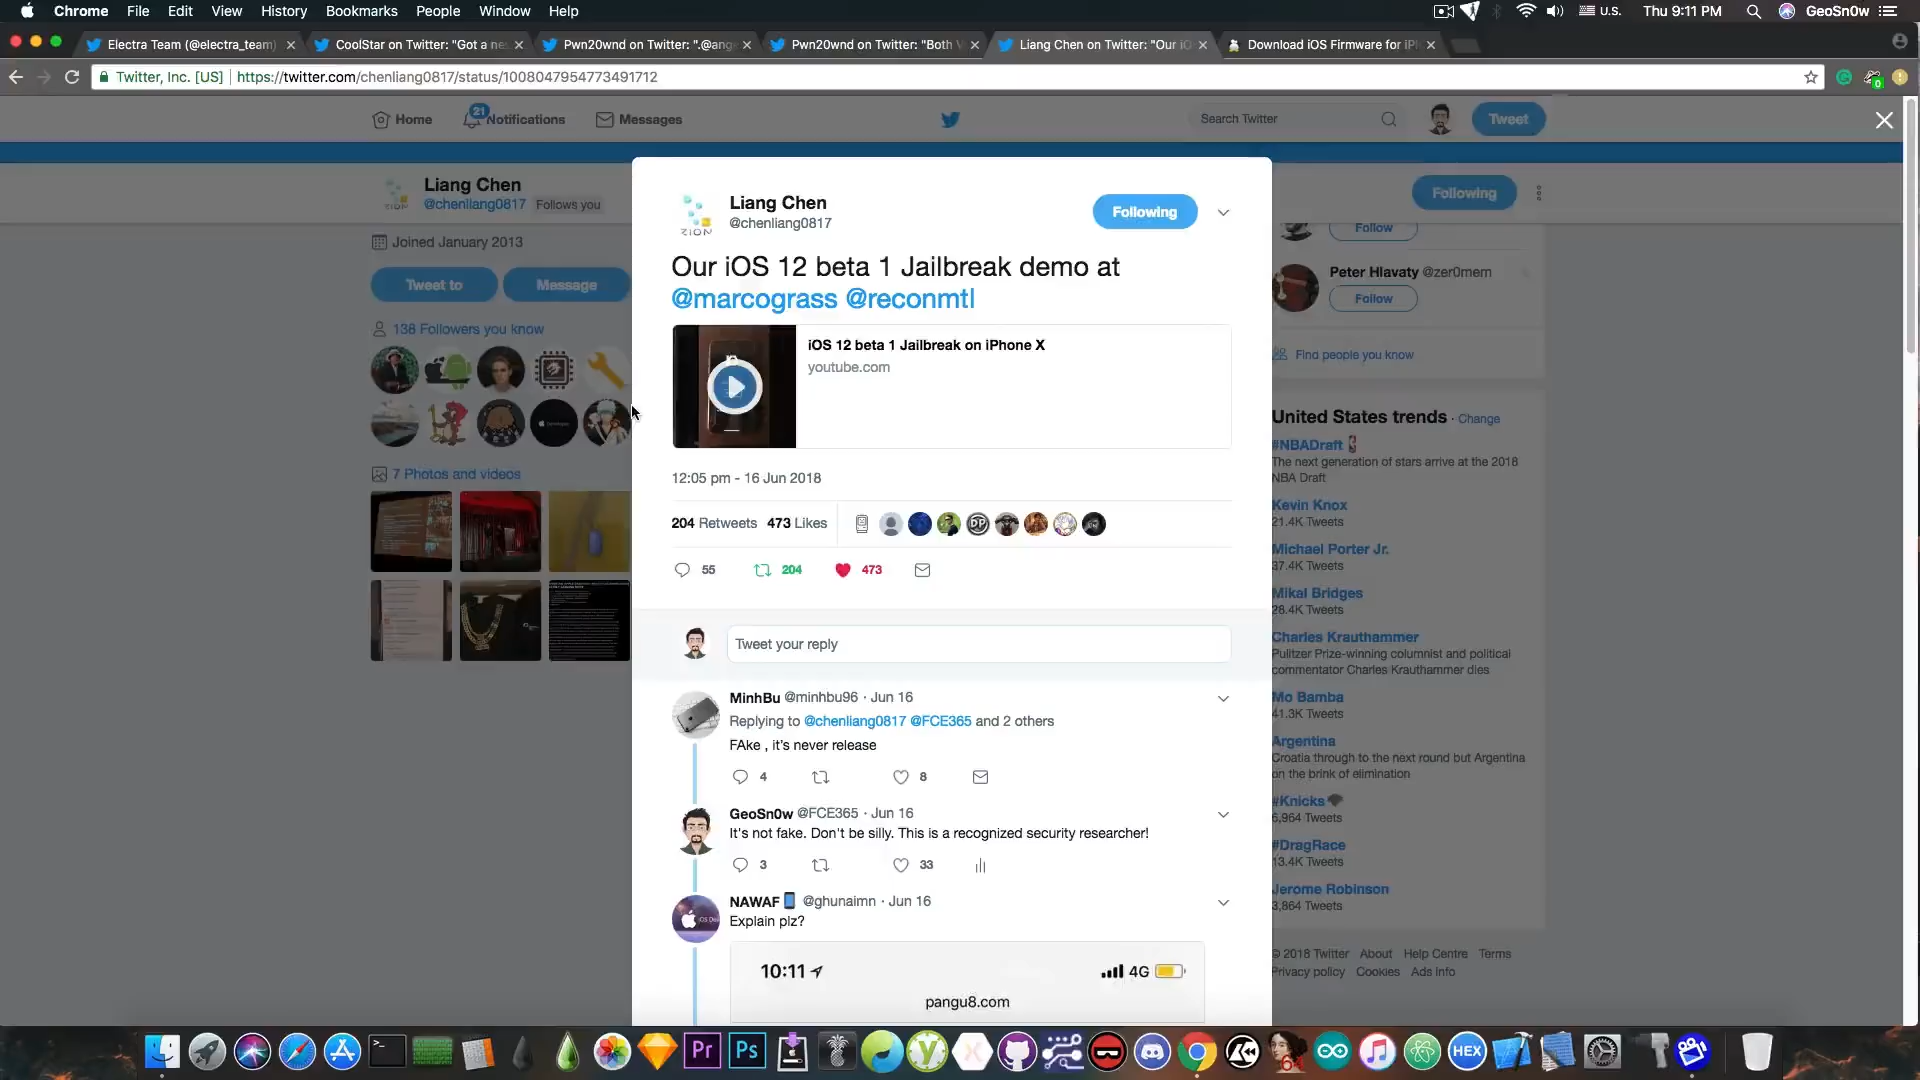 Chrome File Edit View History Bookmarks People Window Help U.S. Thu 9:11 PM GeoSn0w
Electra Team (@electra_team) CoolStar on Twitter: "Got a ne Pwn20wnd on Twitter: ".@ang Pwn20wnd on Twitter: "Both V Liang Chen on Twitter: "Our iO Download iOS Firmware for iP
Twitter, Inc. [US] https://twitter.com/chenliang0817/status/1008047954773491712
Home 21 Notifications Messages Search Twitter Tweet
Liang Chen
@chenliang0817 Follows you
Following
Joined January 2013
Tweet to Message
138 Followers you know
7 Photos and videos
Liang Chen
@chenliang0817
Following
Our iOS 12 beta 1 Jailbreak demo at
@marcograss @reconmtl
iOS 12 beta 1 Jailbreak on iPhone X
youtube.com
12:05 pm - 16 Jun 2018
204 Retweets 473 Likes
55 204 473
Tweet your reply
MinhBu @minhbu96 · Jun 16
Replying to @chenliang0817 @FCE365 and 2 others
FAke , it's never release
4 8
GeoSn0w @FCE365 · Jun 16
It's not fake. Don't be silly. This is a recognized security researcher!
3 33
NAWAF @ghunaimn · Jun 16
Explain plz?
10:11 4G
pangu8.com
Follow
Peter Hlavaty @zer0mem
Follow
Find people you know
United States trends · Change
#NBADraft
The next generation of stars arrive at the 2018
NBA Draft
Kevin Knox
21.4K Tweets
Michael Porter Jr.
37.4K Tweets
Mikal Bridges
28.4K Tweets
Charles Krauthammer
Pulitzer Prize-winning columnist and political
commentator Charles Krauthammer dies
Mo Bamba
41.3K Tweets
Argentina
Croatia through to the next round but Argentina
on the brink of elimination
#Knicks
6,964 Tweets
#DragRace
13.4K Tweets
Jerome Robinson
3,864 Tweets
© 2018 Twitter About Help Centre Terms
Privacy policy Cookies Ads info
Pr Ps HEX